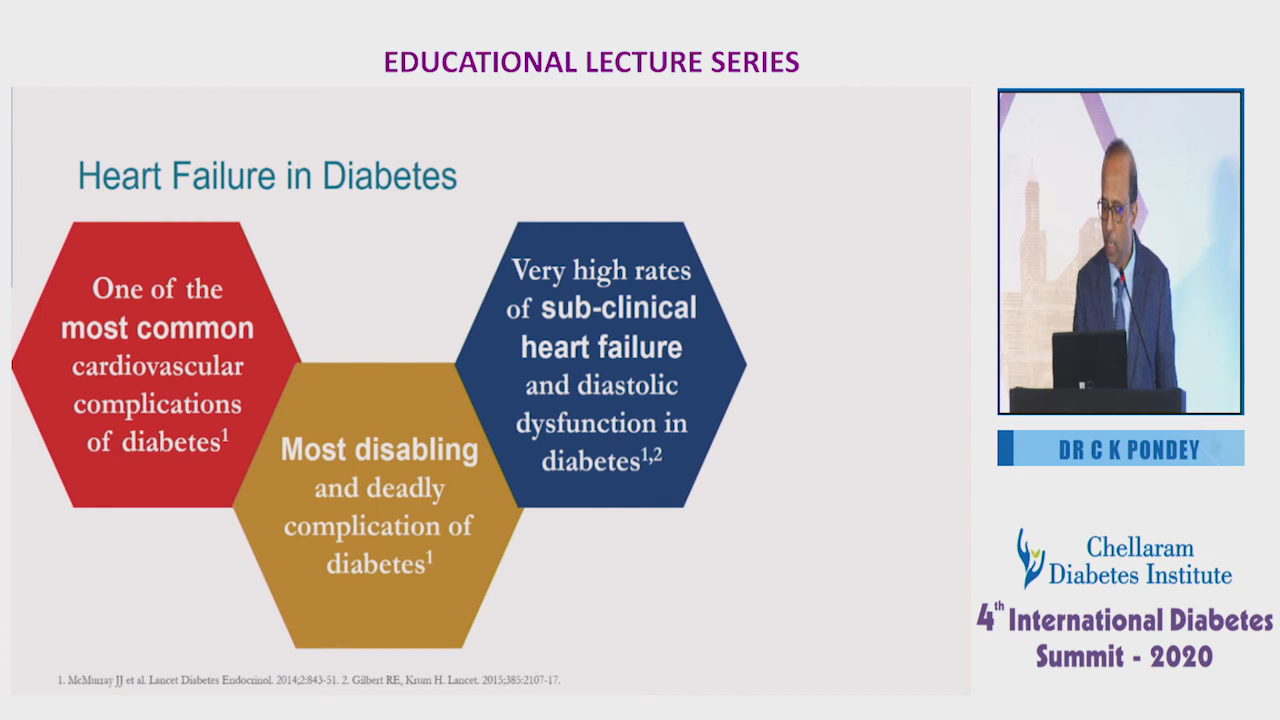 EDUCATIONAL LECTURE SERIES
Heart Failure in Diabetes
One of the
most common
cardiovascular
complications
of diabetes1
Most disabling
and deadly
complication of
diabetes1
Very high rates
of sub-clinical
heart failure
and diastolic
dysfunction in
diabetes1,2
1. McMurray JJ et al. Lancet Diabetes Endocrinol. 2014;2:843-51. 2. Gilbert RE, Krum H. Lancet. 2015;385:2107-17.
DR C K PONDEY
Chellaram
Diabetes Institute
4th International Diabetes
Summit - 2020